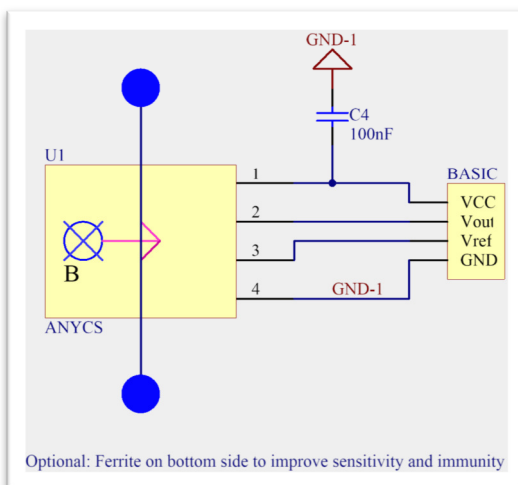 GND-1
C4
100nF
U1
1
BASIC
VCC
2
Vout
Vref
3
GND
B
4
GND-1
ANYCS
Optional: Ferrite on bottom side to improve sensitivity and immunity